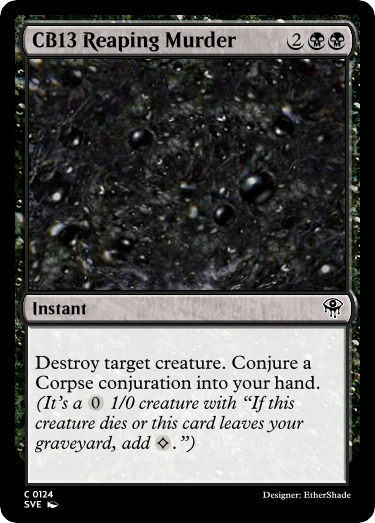 CB13 Reaping Murder 2
Instant
Destroy target creature. Conjure a
Corpse conjuration into your hand.
(It's a 0 1/0 creature with “If this
creature dies or this card leaves your
graveyard, add .”)
C 0124
SVE
Designer: EtherShade